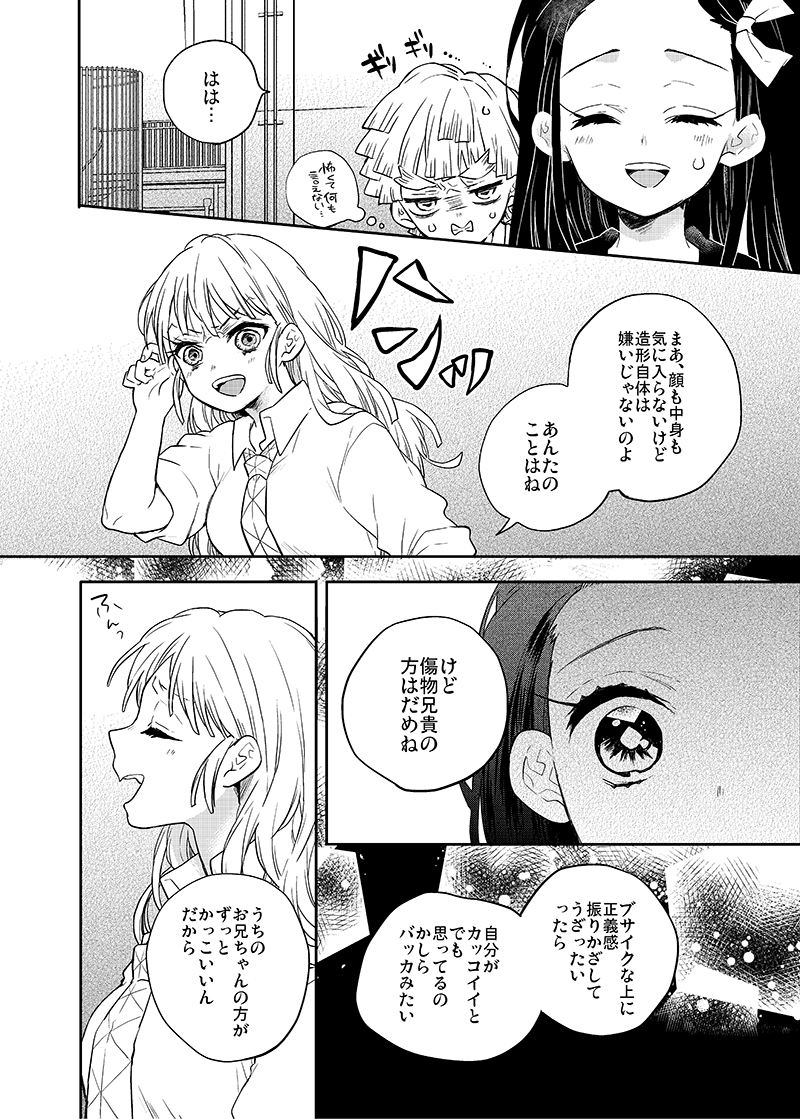 ギリ
ギリ…
怖くて何も
言えない…
はは…
まあ、顔も中身も
気に入らないけど
造形自体は
嫌いじゃないのよ
あんたの
ことはね
ハンッッ
けど
傷物兄貴の
方はだめね
ふんっ
ブサイクな上に
正義感
振りかざして
うざったい
ったら
自分が
カッコイイと
でも
思ってるの
かしら
バッカみたい
うちの
お兄ちゃんの方が
ずっと
かっこいいん
だから